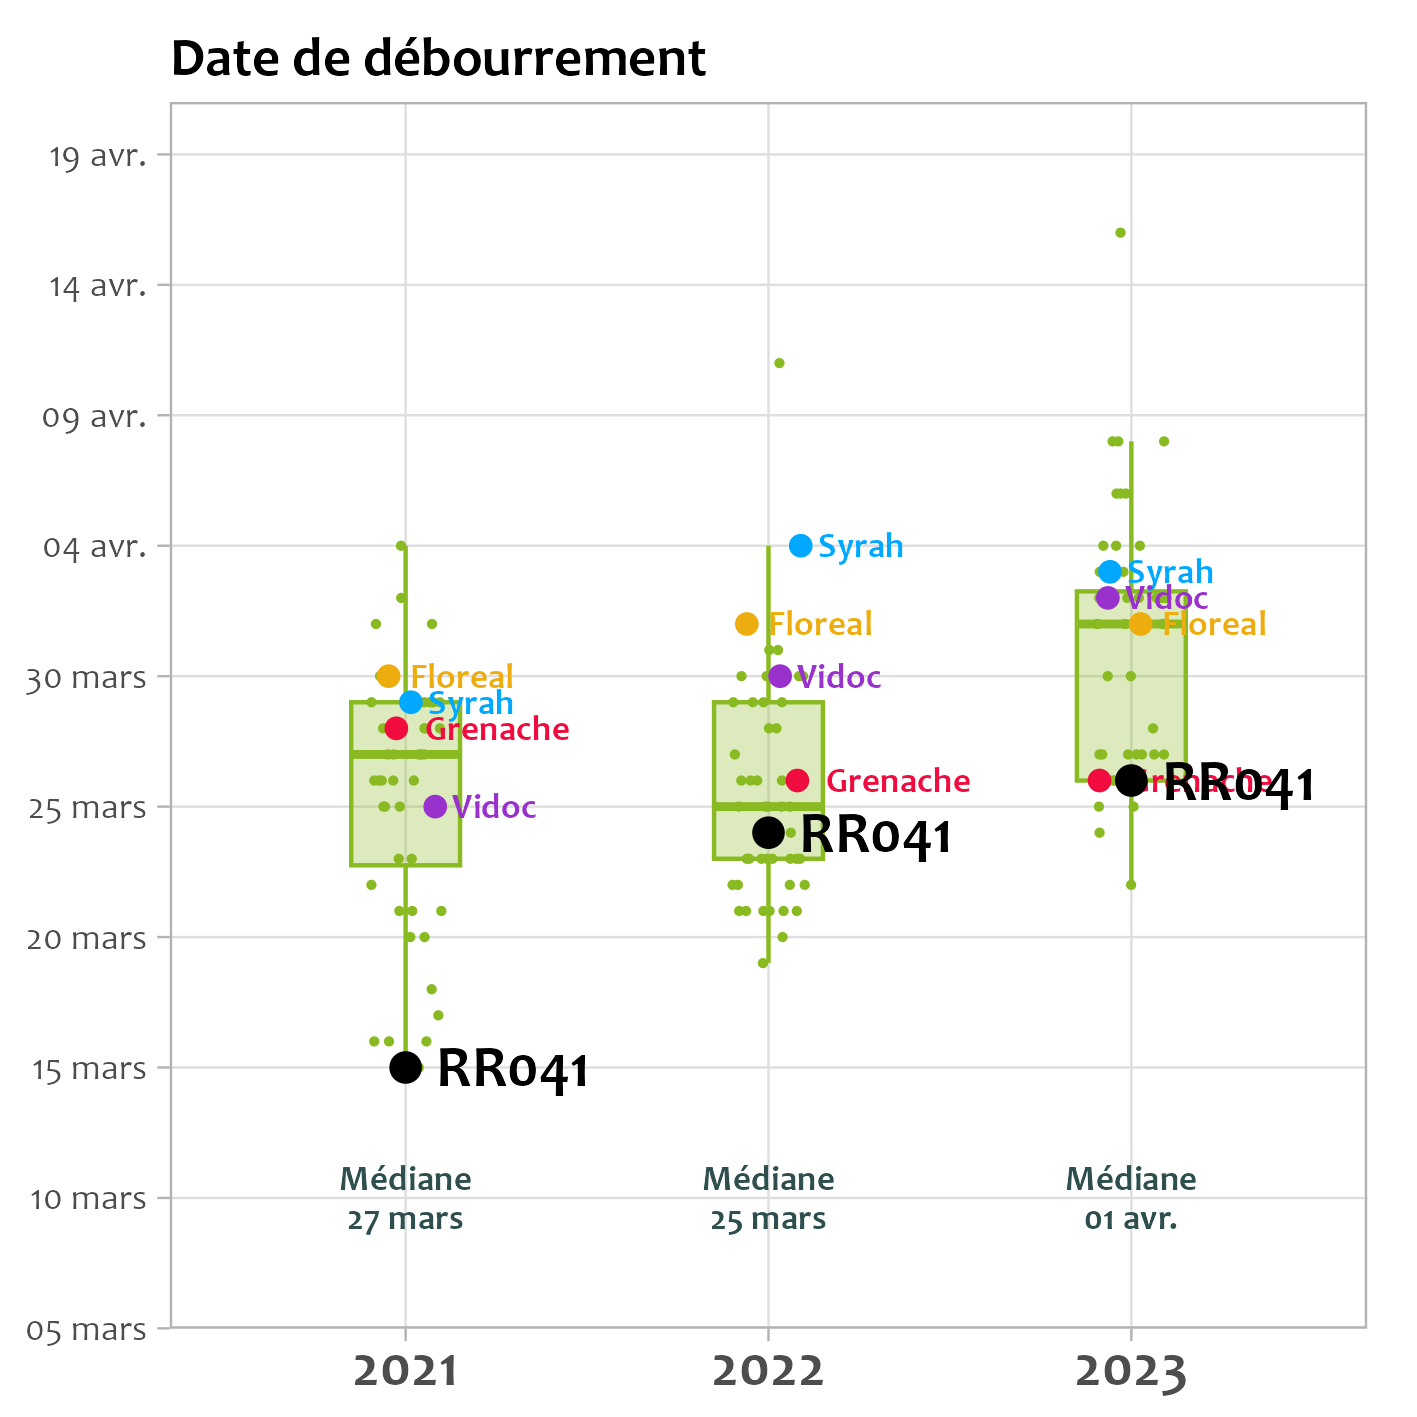 Date de débourrement
19 avr.
14 avr.
09 avr.
04 avr.
30 mars
25 mars
20 mars
15 mars
10 mars
05 mars
Floreal
Syrah
Grenache
Vidoc
RR041
Syrah
Floreal
Vidoc
Grenache
RR041
Syrah
Vidoc
Floreal
Grenache
RR041
Médiane
27 mars
Médiane
25 mars
Médiane
01 avr.
2021
2022
2023